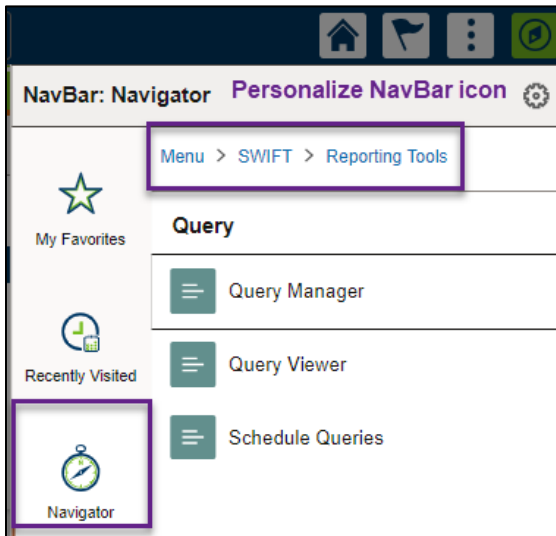 NavBar: Navigator Personalize NavBar icon
Menu > SWIFT > Reporting Tools
My Favorites
Query
Query Manager
Recently Visited
Query Viewer
Schedule Queries
Navigator